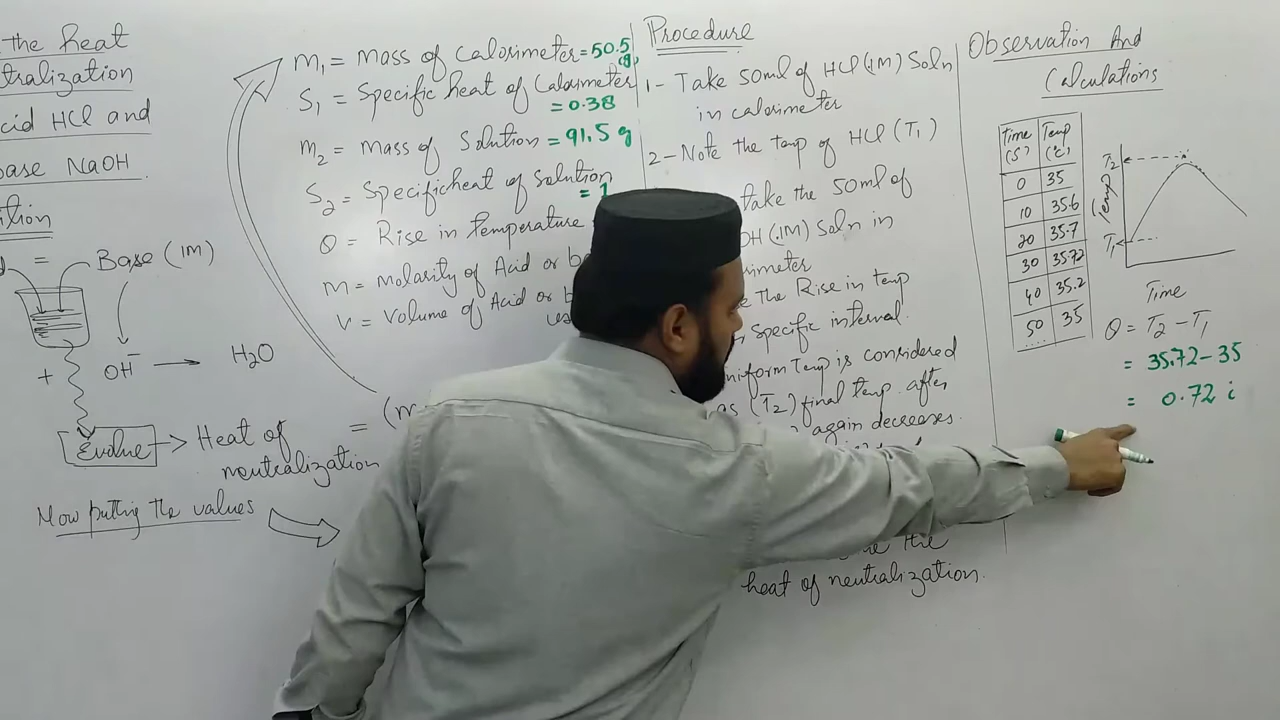 the heat
tralization
cid HCl and
base NaOH.
ition
=
Base (1M)
+ OH⁻ → H₂O
Evolve → Heat of
neutralization
Now putting the values
m₁ = Mass of Calorimeter = 50.5
(g)
S₁ = Specific heat of Calorimeter
= 0.38
m₂ = Mass of Solution = 91.5 g
S₂ = Specific heat of Solution
= 1
θ = Rise in temperature
m = molarity of Acid or
V = Volume of Acid or
= (m
Procedure
1- Take 50ml of HCl (1M) Soln
in calorimeter
2- Note the temp of HCl (T₁)
take the 50ml of
OH (1M) Soln in
imeter
The Rise in temp
specific interval.
niform Temp is considered
as (T₂) final temp. after
again decreases.
the
heat of neutralization.
Observation And
Calculations
Time (S) Temp (°C)
0 35
10 35.6
20 35.7
30 35.72
40 35.2
50 35
T₂
Temp
T₁
Time
θ = T₂ - T₁
= 35.72 - 35
= 0.72 i